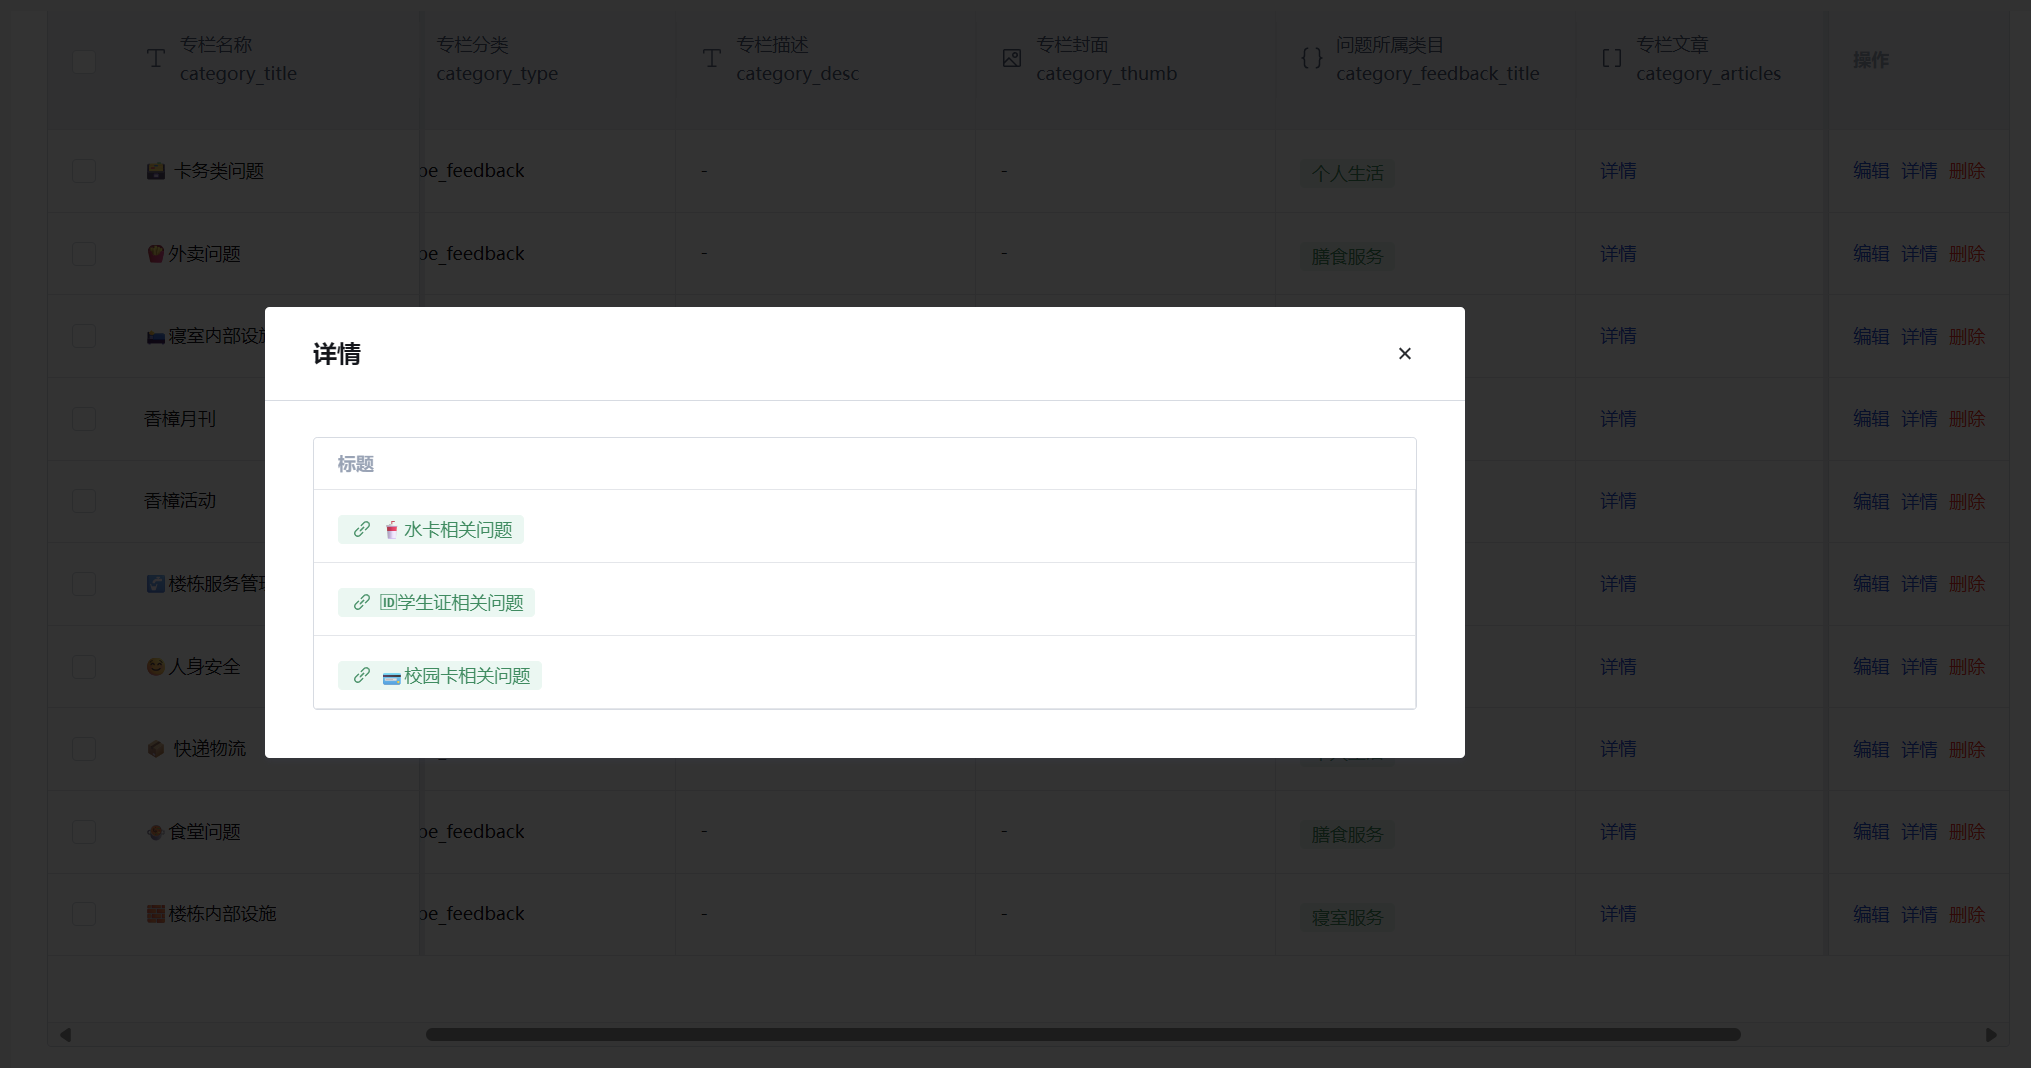 专栏名称
category_title
专栏分类
category_type
专栏描述
category_desc
专栏封面
category_thumb
问题所属类目
category_feedback_title
专栏文章
category_articles
操作
卡务类问题 pe_feedback - - 个人生活 详情 编辑 详情 删除
外卖问题 pe_feedback - - 膳食服务 详情 编辑 详情 删除
寝室内部设施 详情 编辑 详情 删除
香樟月刊 详情 编辑 详情 删除
香樟活动 详情 编辑 详情 删除
楼栋服务管理 详情 编辑 详情 删除
人身安全 详情 编辑 详情 删除
快递物流 详情 编辑 详情 删除
食堂问题 pe_feedback - - 膳食服务 详情 编辑 详情 删除
楼栋内部设施 pe_feedback - - 寝室服务 详情 编辑 详情 删除
详情
标题
水卡相关问题
🆔学生证相关问题
校园卡相关问题